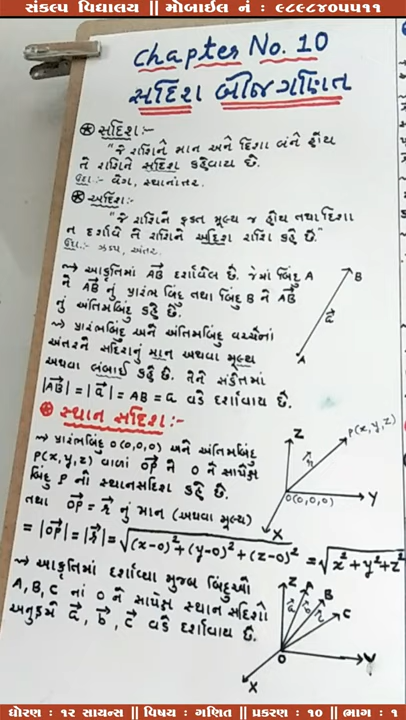 સંકલ્પ વિદ્યાલય || મોબાઈલ નં : ૯૮૯૮૪૦૫૫૧૧
Chapter No. 10
સદિશ બીજગણિત
સદિશ:-
"જે રાશિને માન અને દિશા બંને હોય
તે રાશિને સદિશ કહેવાય છે.
ઉદા:- વેગ, સ્થાનાંતર.
અદિશ:-
"જે રાશિને ફક્ત મૂલ્ય જ હોય તથા દિશા
ન દર્શાવે તે રાશિને અદિશ રાશિ કહે છે."
ઉદા:- ઝડપ, અંતર.
→ આકૃતિમાં AB દર્શાવેલ છે. જેમાં બિંદુ A
ને AB નું પ્રારંભ બિંદુ તથા બિંદુ B ને AB
નું અંતિમબિંદુ કહે છે.
B
a
A
→ પ્રારંભબિંદુ અને અંતિમબિંદુ વચ્ચેનાં
અંતરને સદિશનું માન અથવા મૂલ્ય
અથવા લંબાઈ કહે છે. તેને સંકેતમાં
|AB| = |a| = AB = a વડે દર્શાવાય છે.
સ્થાન સદિશ:-
→ પ્રારંભબિંદુ O(0,0,0) અને અંતિમબિંદુ
P(x,y,z) વાળાં OP ને O ને સાપેક્ષ
બિંદુ P નો સ્થાનસદિશ કહે છે.
Z
P(x,y,z)
r
O(0,0,0)
Y
X
તથા OP = r નું માન (અથવા મૂલ્ય)
= |OP| = |r| = √(x-0)²+(y-0)²+(z-0)² = √x²+y²+z²
→ આકૃતિમાં દર્શાવ્યા મુજબ બિંદુઓ
A, B, C નાં O ને સાપેક્ષ સ્થાન સદિશો
અનુક્રમે a, b, c વડે દર્શાવાય છે.
Z
A
B
C
a
b
O
Y
X
ધોરણ : ૧૨ સાયન્સ || વિષય : ગણિત || પ્રકરણ : ૧૦ || ભાગ : ૧